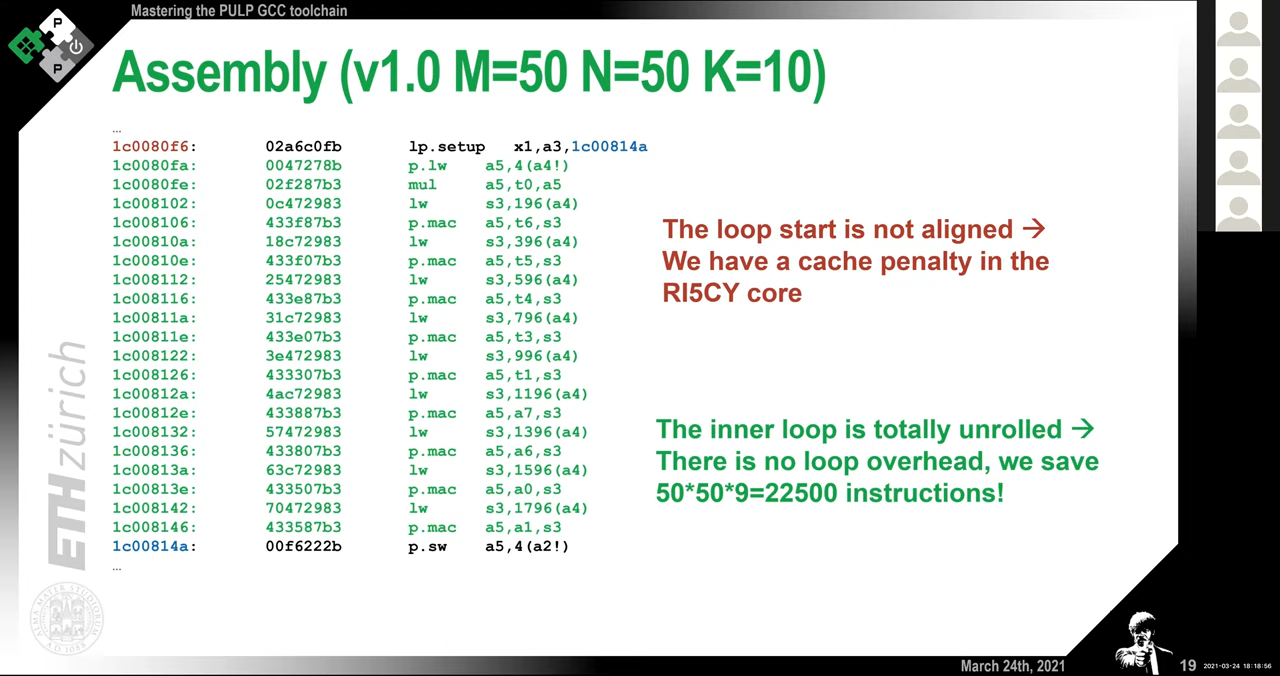 Mastering the PULP GCC toolchain
P
P
Assembly (v1.0 M=50 N=50 K=10)
...
1c0080f6: 02a6c0fb lp.setup x1,a3,1c00814a
1c0080fa: 0047278b p.lw a5,4(a4!)
1c0080fe: 02f287b3 mul a5,t0,a5
1c008102: 0c472983 lw s3,196(a4)
1c008106: 433f87b3 p.mac a5,t6,s3
1c00810a: 18c72983 lw s3,396(a4)
1c00810e: 433f07b3 p.mac a5,t5,s3
1c008112: 25472983 lw s3,596(a4)
1c008116: 433e87b3 p.mac a5,t4,s3
1c00811a: 31c72983 lw s3,796(a4)
1c00811e: 433e07b3 p.mac a5,t3,s3
1c008122: 3e472983 lw s3,996(a4)
1c008126: 433307b3 p.mac a5,t1,s3
1c00812a: 4ac72983 lw s3,1196(a4)
1c00812e: 433887b3 p.mac a5,a7,s3
1c008132: 57472983 lw s3,1396(a4)
1c008136: 433807b3 p.mac a5,a6,s3
1c00813a: 63c72983 lw s3,1596(a4)
1c00813e: 433507b3 p.mac a5,a0,s3
1c008142: 70472983 lw s3,1796(a4)
1c008146: 433587b3 p.mac a5,a1,s3
1c00814a: 00f6222b p.sw a5,4(a2!)
...
The loop start is not aligned →
We have a cache penalty in the
RI5CY core
The inner loop is totally unrolled →
There is no loop overhead, we save
50*50*9=22500 instructions!
ETHzürich
ALMA MATER STUDIORUM
A.D. 1088
March 24th, 2021
19
2021-03-24 18:18:56